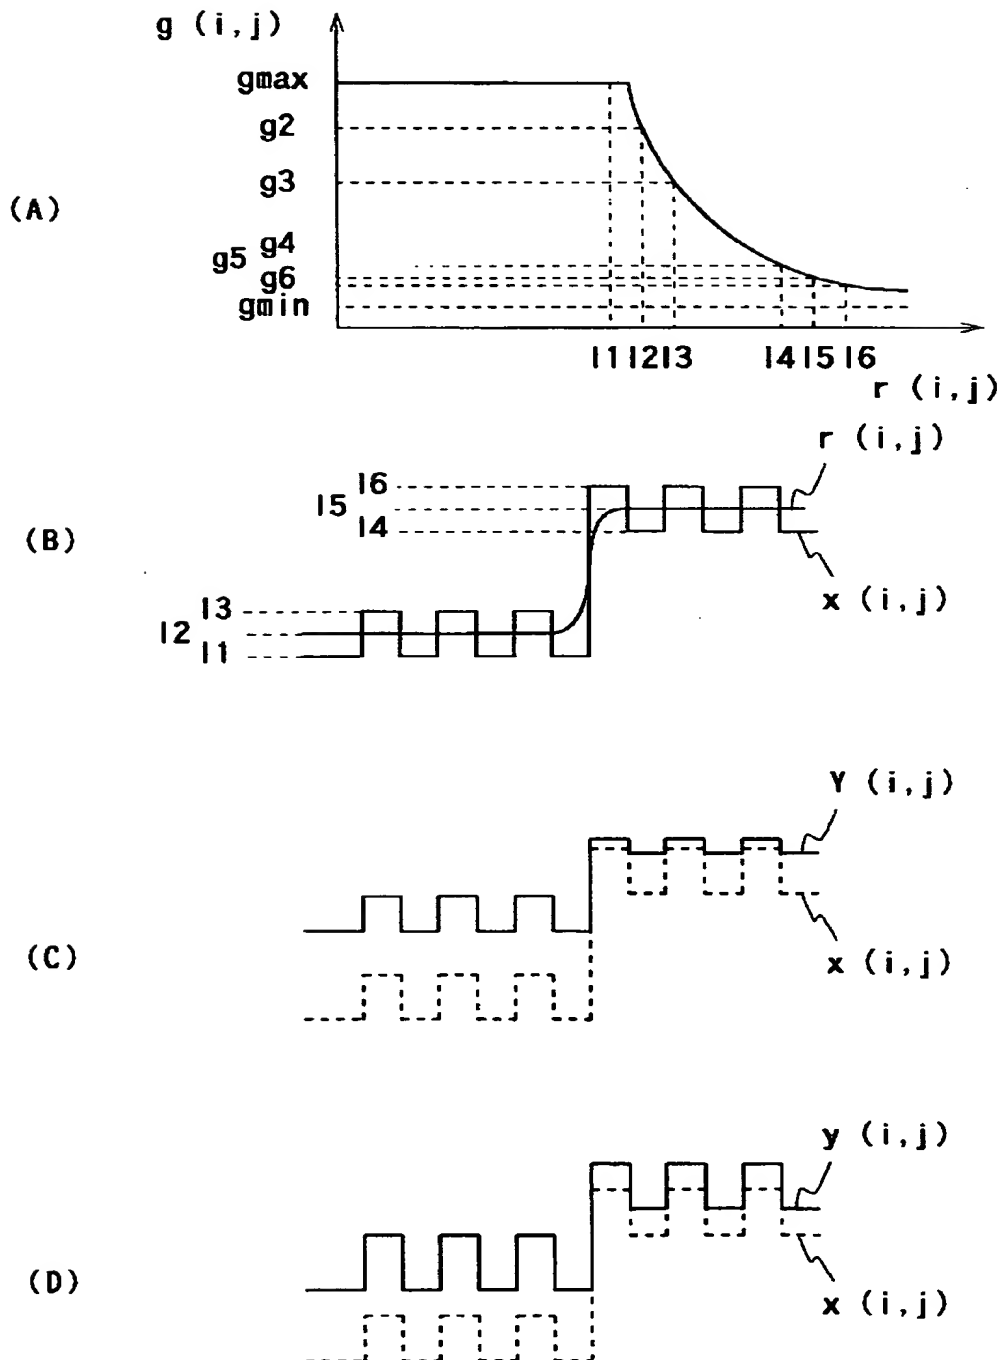 g (i,j)
gmax
g2
g3
(A)
g4
g5
g6
gmin
l1 l2 l3 l4 l5 l6
r (i,j)
r (i,j)
l6
l5
l4
(B)
x (i,j)
l3
l2
l1
Y (i,j)
(C)
x (i,j)
y (i,j)
(D)
x (i,j)